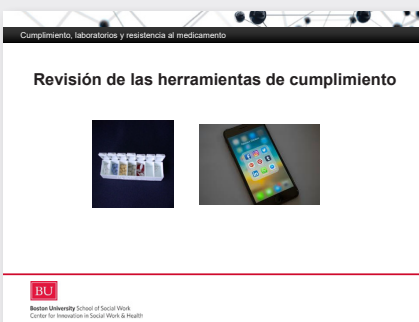 Cumplimiento, laboratorios y resistencia al medicamento
Revisión de las herramientas de cumplimiento
BU
Boston University School of Social Work
Center for Innovation in Social Work & Health